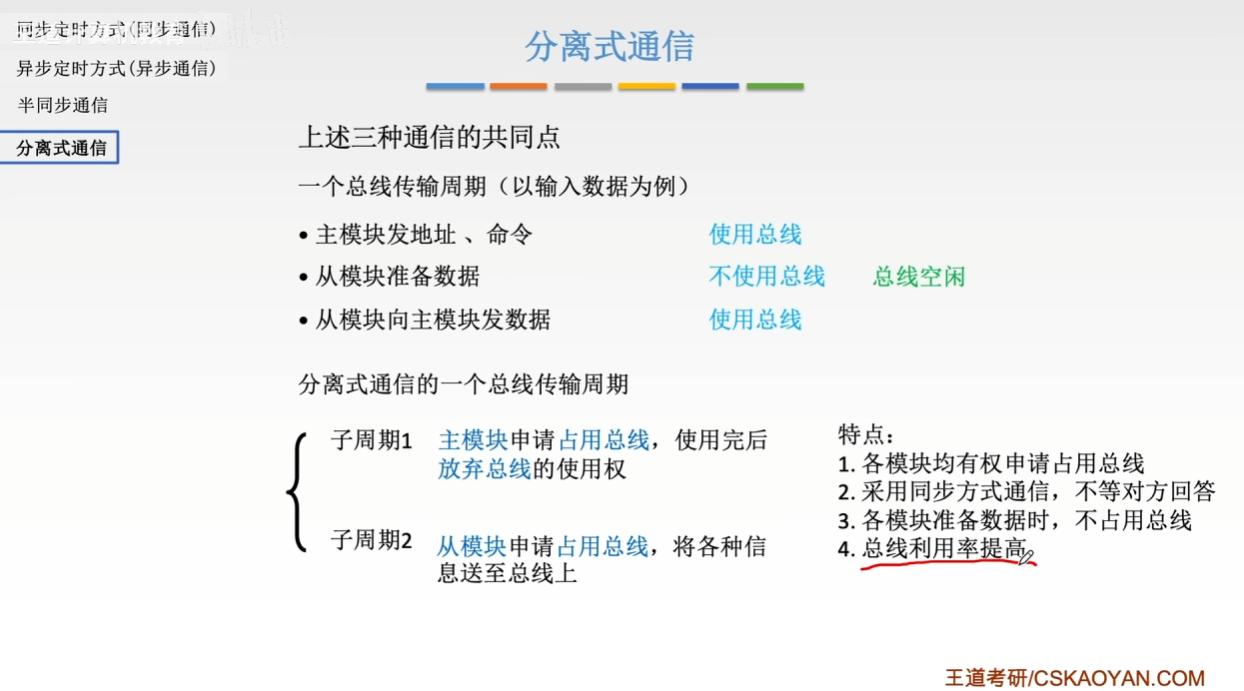 同步定时方式(同步通信)
异步定时方式(异步通信)
半同步通信
分离式通信
分离式通信
上述三种通信的共同点
一个总线传输周期（以输入数据为例）
• 主模块发地址 、命令 使用总线
• 从模块准备数据 不使用总线 总线空闲
• 从模块向主模块发数据 使用总线
分离式通信的一个总线传输周期
子周期1 主模块申请占用总线，使用完后
放弃总线的使用权
子周期2 从模块申请占用总线，将各种信
息送至总线上
特点：
1. 各模块均有权申请占用总线
2. 采用同步方式通信，不等对方回答
3. 各模块准备数据时，不占用总线
4. 总线利用率提高
王道考研/CSKAOYAN.COM